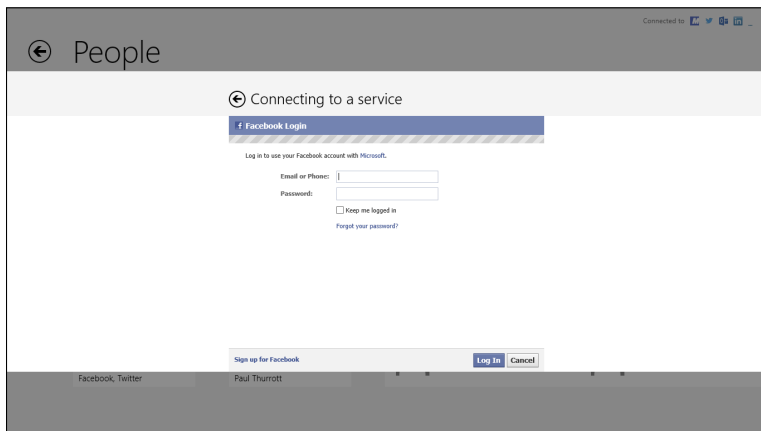 Connected to
People
Connecting to a service
Facebook Login
Log in to use your Facebook account with Microsoft.
Email or Phone:
Password:
Keep me logged in
Forgot your password?
Sign up for Facebook
Log In
Cancel
Facebook, Twitter
Paul Thurrott